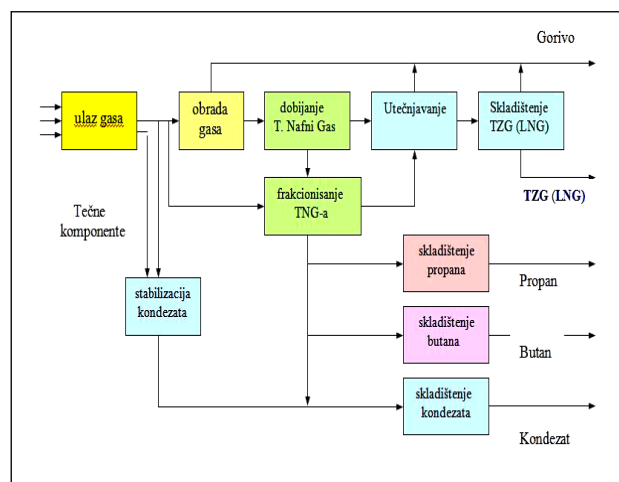 Gorivo
ulaz gasa
obrada
gasa
dobijanje
T. Nafni Gas
Utečnjavanje
Skladištenje
TZG (LNG)
TZG (LNG)
frakcionisanje
TNG-a
Tečne
komponente
stabilizacija
kondezata
skladištenje
propana
Propan
skladištenje
butana
Butan
skladištenje
kondezata
Kondezat